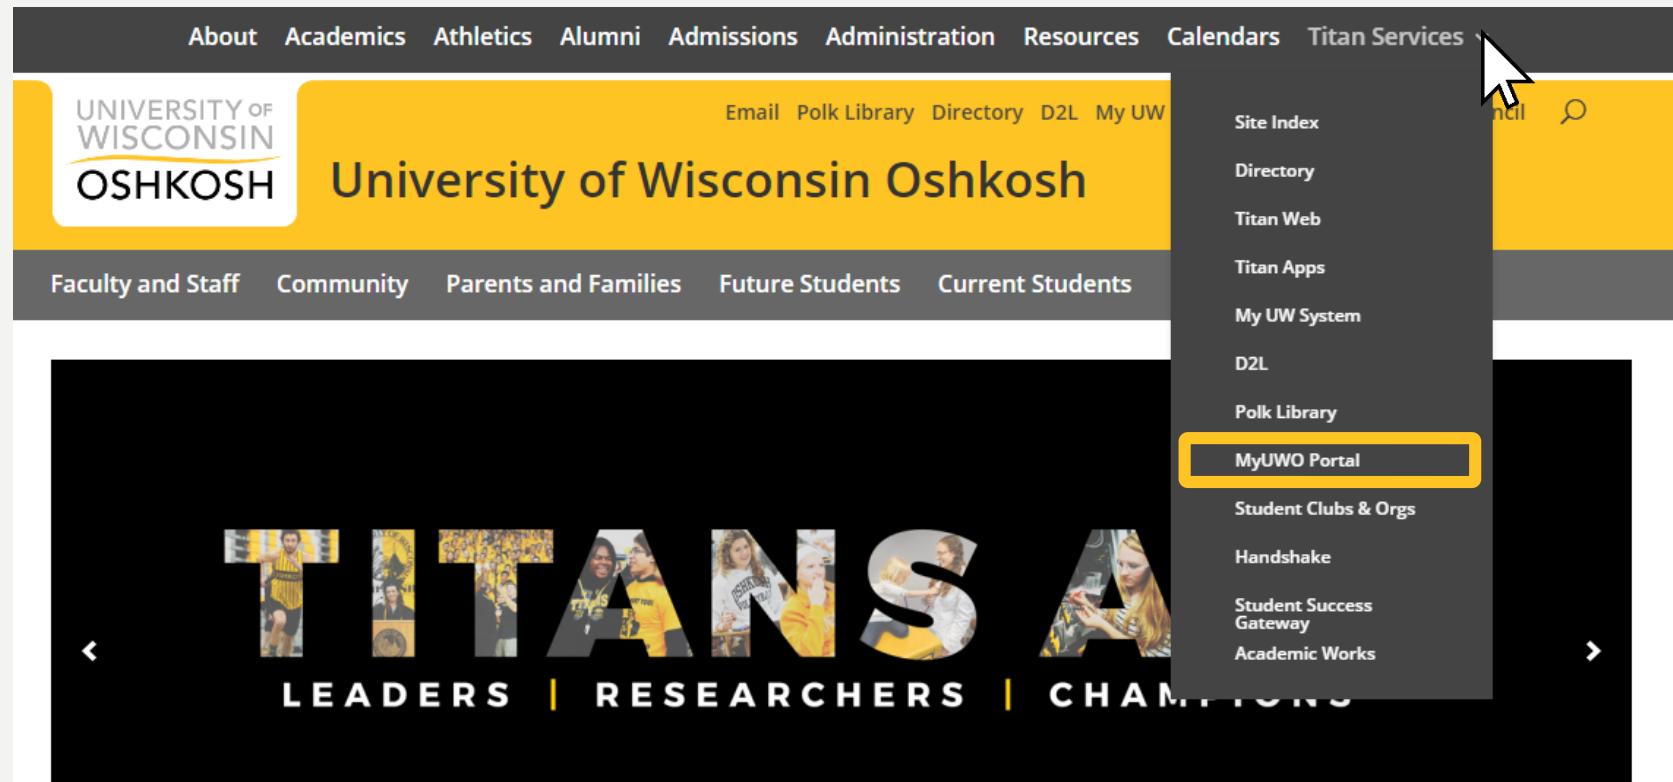 About Academics Athletics Alumni Admissions Administration Resources Calendars Titan Services
UNIVERSITY OF
WISCONSIN
OSHKOSH
Email Polk Library Directory D2L My UW
University of Wisconsin Oshkosh
Faculty and Staff Community Parents and Families Future Students Current Students
Site Index
Directory
Titan Web
Titan Apps
My UW System
D2L
Polk Library
MyUWO Portal
Student Clubs & Orgs
Handshake
Student Success
Gateway
Academic Works
TITANS A
LEADERS | RESEARCHERS | CHAMPIONS